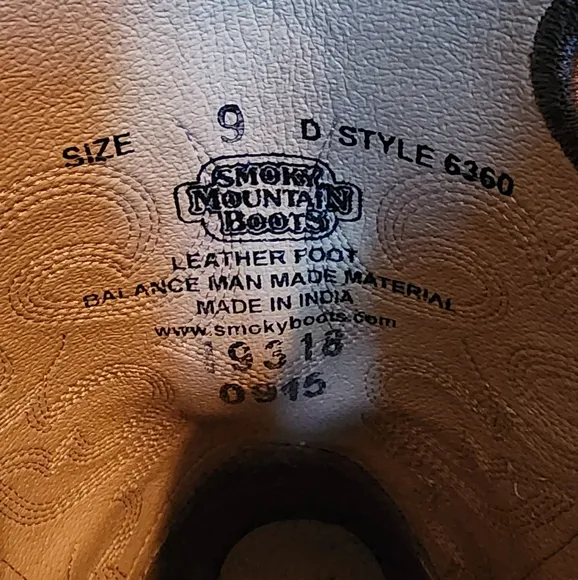 SIZE 9 D STYLE 6360
SMOKY
MOUNTAIN
BOOTS
LEATHER FOOT
BALANCE MAN MADE MATERIAL
MADE IN INDIA
www.smokyboots.com
19318
0915